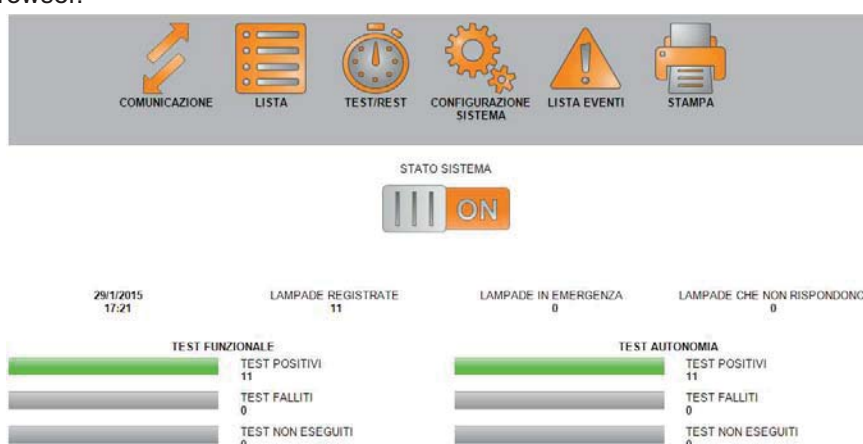 COMUNICAZIONE
LISTA
TEST/REST
CONFIGURAZIONE
SISTEMA
LISTA EVENTI
STAMPA
STATO SISTEMA
ON
29/1/2015
17:21
LAMPADE REGISTRATE
11
LAMPADE IN EMERGENZA
0
LAMPADE CHE NON RISPONDONO
0
TEST FUNZIONALE
TEST POSITIVI
11
TEST FALLITI
0
TEST NON ESEGUITI
TEST AUTONOMIA
TEST POSITIVI
11
TEST FALLITI
0
TEST NON ESEGUITI